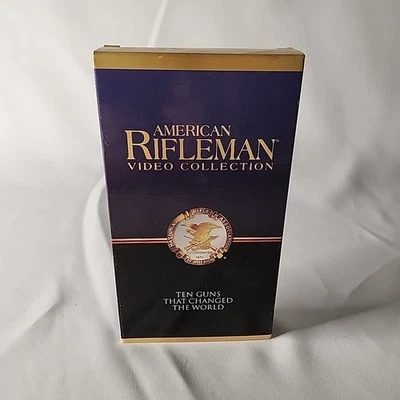 AMERICAN
RIFLEMAN®
VIDEO COLLECTION
TEN GUNS
THAT CHANGED
THE WORLD